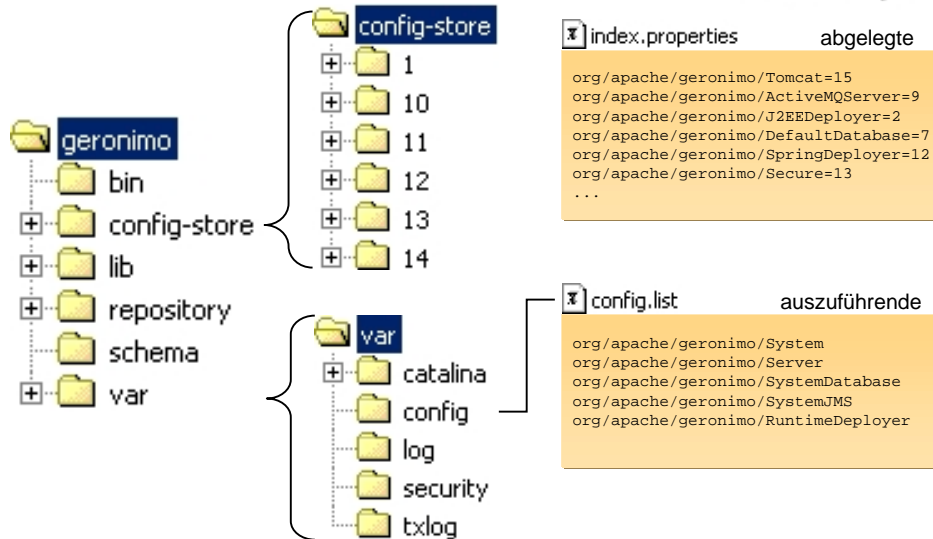 geronimo
bin
config-store
lib
repository
schema
var
config-store
1
10
11
12
13
14
var
catalina
config
log
security
txlog
index.properties abgelegte
org/apache/geronimo/Tomcat=15
org/apache/geronimo/ActiveMQServer=9
org/apache/geronimo/J2EEDeployer=2
org/apache/geronimo/DefaultDatabase=7
org/apache/geronimo/SpringDeployer=12
org/apache/geronimo/Secure=13
...
config.list auszuführende
org/apache/geronimo/System
org/apache/geronimo/Server
org/apache/geronimo/SystemDatabase
org/apache/geronimo/SystemJMS
org/apache/geronimo/RuntimeDeployer